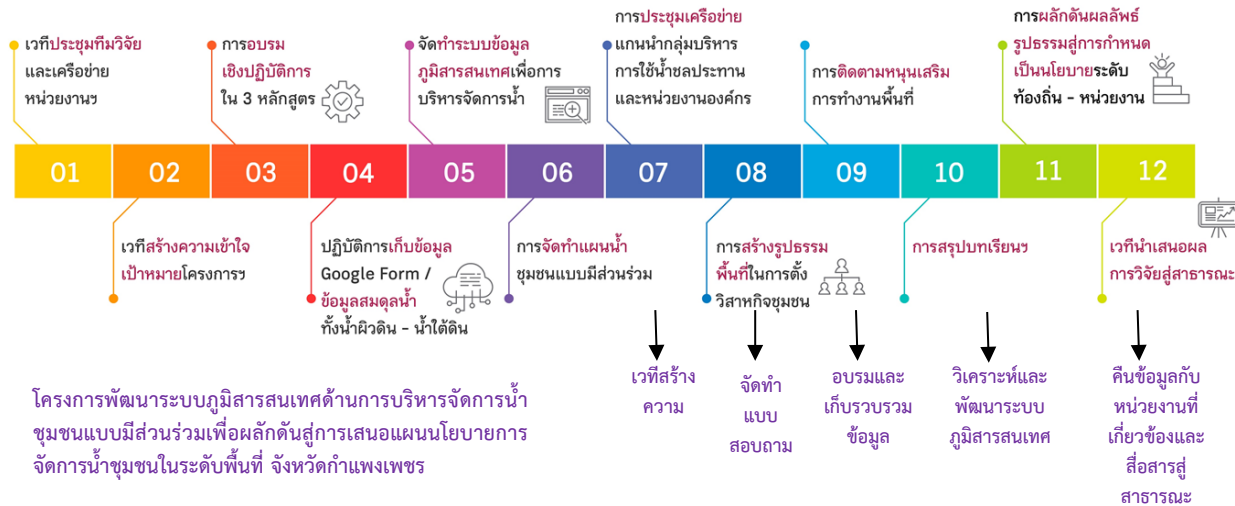 เวทีประชุมทีมวิจัย
และเครือข่าย
หน่วยงานฯ
การอบรม
เชิงปฏิบัติการ
ใน 3 หลักสูตร
จัดทำระบบข้อมูล
ภูมิสารสนเทศเพื่อการ
บริหารจัดการน้ำ
การประชุมเครือข่าย
แกนนำกลุ่มบริหาร
การใช้น้ำชลประทาน
และหน่วยงานองค์กร
การติดตามหนุนเสริม
การทำงานพื้นที่
การผลักดันผลลัพธ์
รูปธรรมสู่การกำหนด
เป็นนโยบายระดับ
ท้องถิ่น - หน่วยงาน
01 02 03 04 05 06 07 08 09 10 11 12
เวทีสร้างความเข้าใจ
เป้าหมายโครงการฯ
ปฏิบัติการเก็บข้อมูล
Google Form /
ข้อมูลสมดุลน้ำ
ทั้งน้ำผิวดิน - น้ำใต้ดิน
การจัดทำแผนน้ำ
ชุมชนแบบมีส่วนร่วม
การสร้างรูปธรรม
พื้นที่ในการตั้ง
วิสาหกิจชุมชน
การสรุปบทเรียนฯ
เวทีนำเสนอผล
การวิจัยสู่สาธารณะ
โครงการพัฒนาระบบภูมิสารสนเทศด้านการบริหารจัดการน้ำ
ชุมชนแบบมีส่วนร่วมเพื่อผลักดันสู่การเสนอแผนนโยบายการ
จัดการน้ำชุมชนในระดับพื้นที่ จังหวัดกำแพงเพชร
เวทีสร้าง
ความ
จัดทำ
แบบ
สอบถาม
อบรมและ
เก็บรวบรวม
ข้อมูล
วิเคราะห์และ
พัฒนาระบบ
ภูมิสารสนเทศ
คืนข้อมูลกับ
หน่วยงานที่
เกี่ยวข้องและ
สื่อสารสู่
สาธารณะ